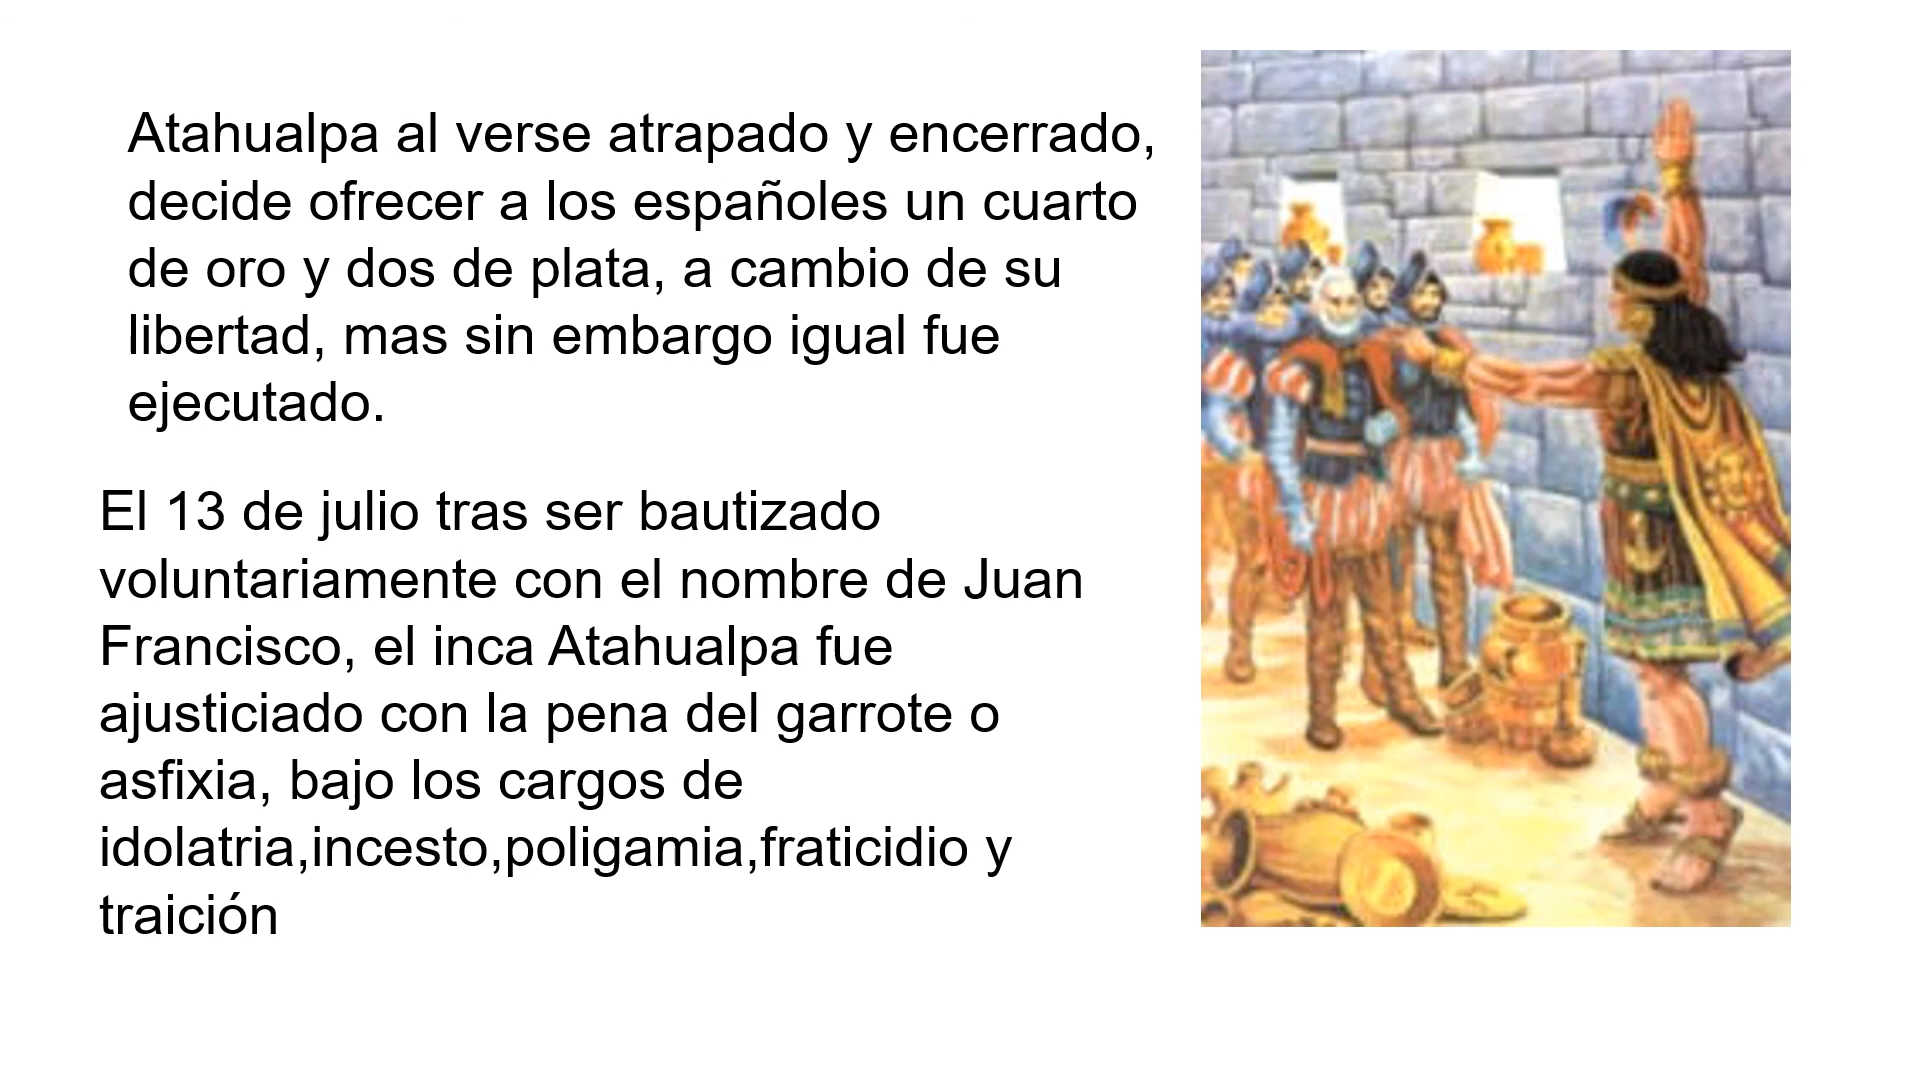 Atahualpa al verse atrapado y encerrado,
decide ofrecer a los españoles un cuarto
de oro y dos de plata, a cambio de su
libertad, mas sin embargo igual fue
ejecutado.
El 13 de julio tras ser bautizado
voluntariamente con el nombre de Juan
Francisco, el inca Atahualpa fue
ajusticiado con la pena del garrote o
asfixia, bajo los cargos de
idolatria,incesto,poligamia,fraticidio y
traición